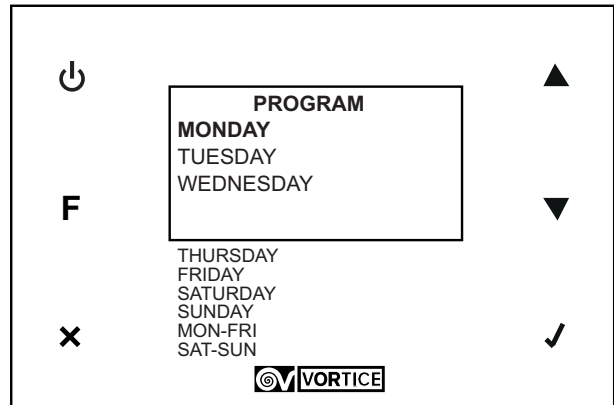 PROGRAM
MONDAY
TUESDAY
WEDNESDAY
F
THURSDAY
FRIDAY
SATURDAY
SUNDAY
MON-FRI
SAT-SUN
VORTICE